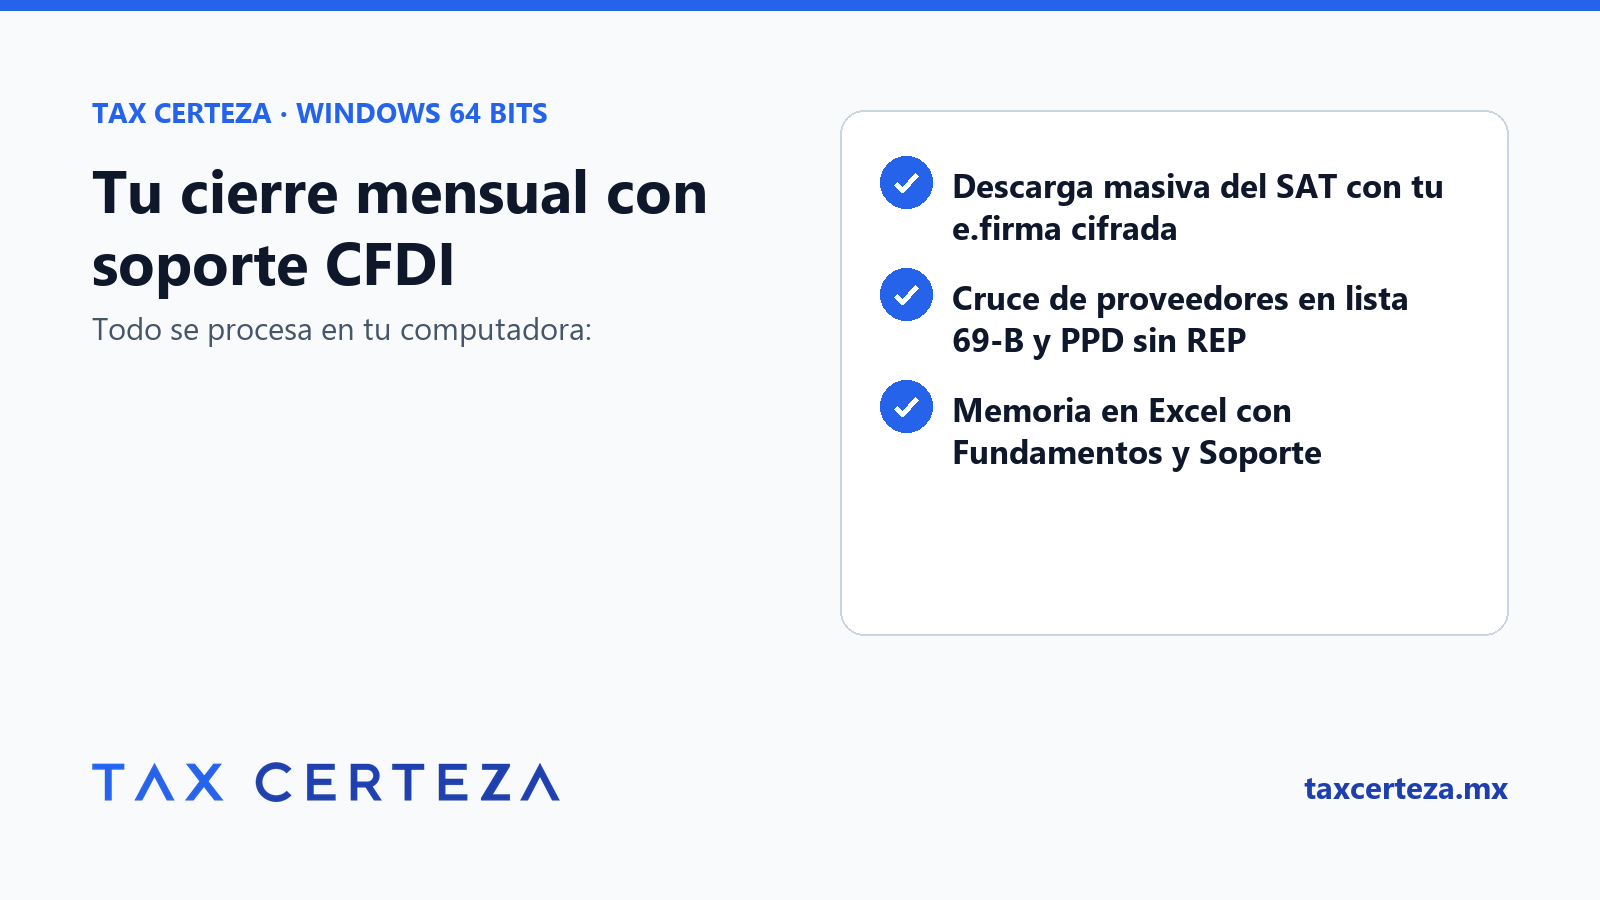 TAX CERTEZA · WINDOWS 64 BITS
Tu cierre mensual con
soporte CFDI
Todo se procesa en tu computadora:
Descarga masiva del SAT con tu
e.firma cifrada
Cruce de proveedores en lista
69-B y PPD sin REP
Memoria en Excel con
Fundamentos y Soporte
TAX CERTEZA
taxcerteza.mx